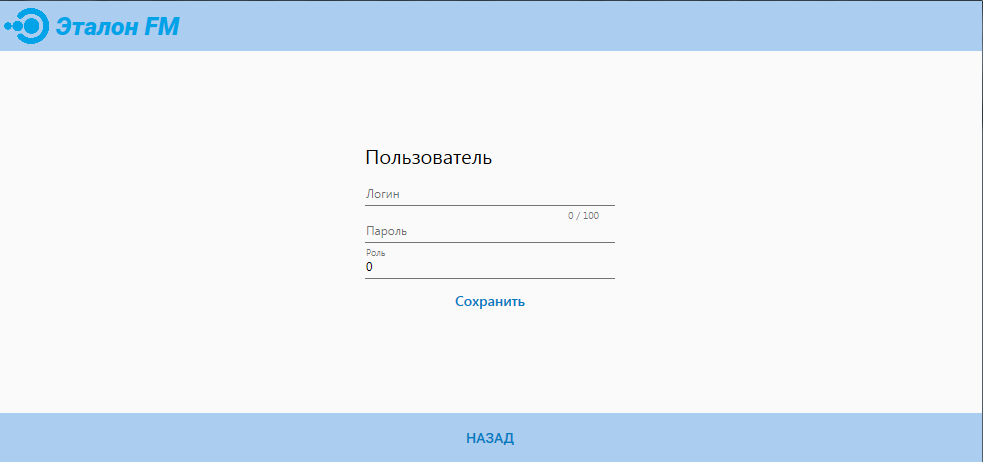 Эталон FM
Пользователь
Логин
0 / 100
Пароль
Роль
0
Сохранить
НАЗАД